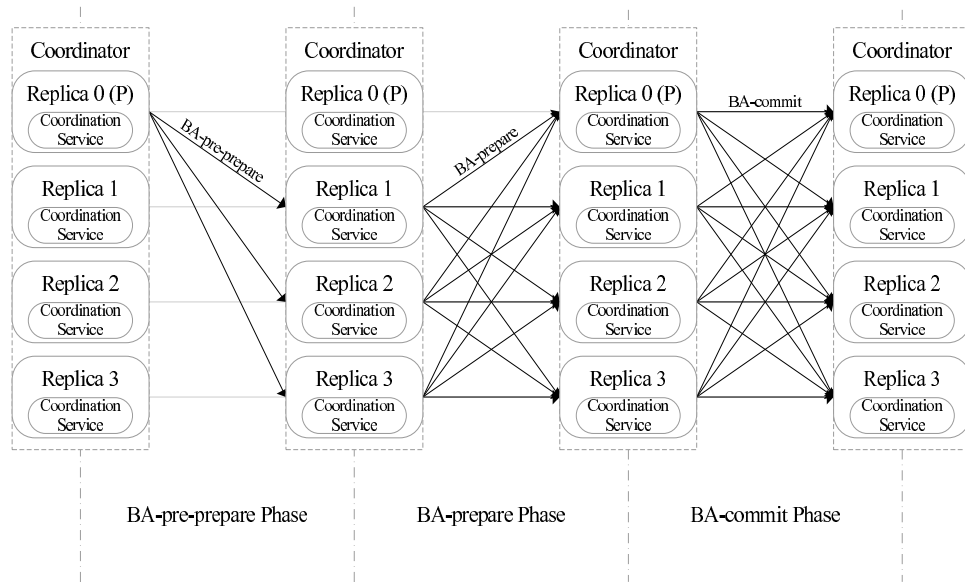 Coordinator
Replica 0 (P)
Coordination
Service
Replica 1
Coordination
Service
Replica 2
Coordination
Service
Replica 3
Coordination
Service
BA-pre-prepare
Coordinator
Replica 0 (P)
Coordination
Service
Replica 1
Coordination
Service
Replica 2
Coordination
Service
Replica 3
Coordination
Service
BA-prepare
Coordinator
Replica 0 (P)
Coordination
Service
Replica 1
Coordination
Service
Replica 2
Coordination
Service
Replica 3
Coordination
Service
BA-commit
Coordinator
Replica 0 (P)
Coordination
Service
Replica 1
Coordination
Service
Replica 2
Coordination
Service
Replica 3
Coordination
Service
BA-pre-prepare Phase
BA-prepare Phase
BA-commit Phase